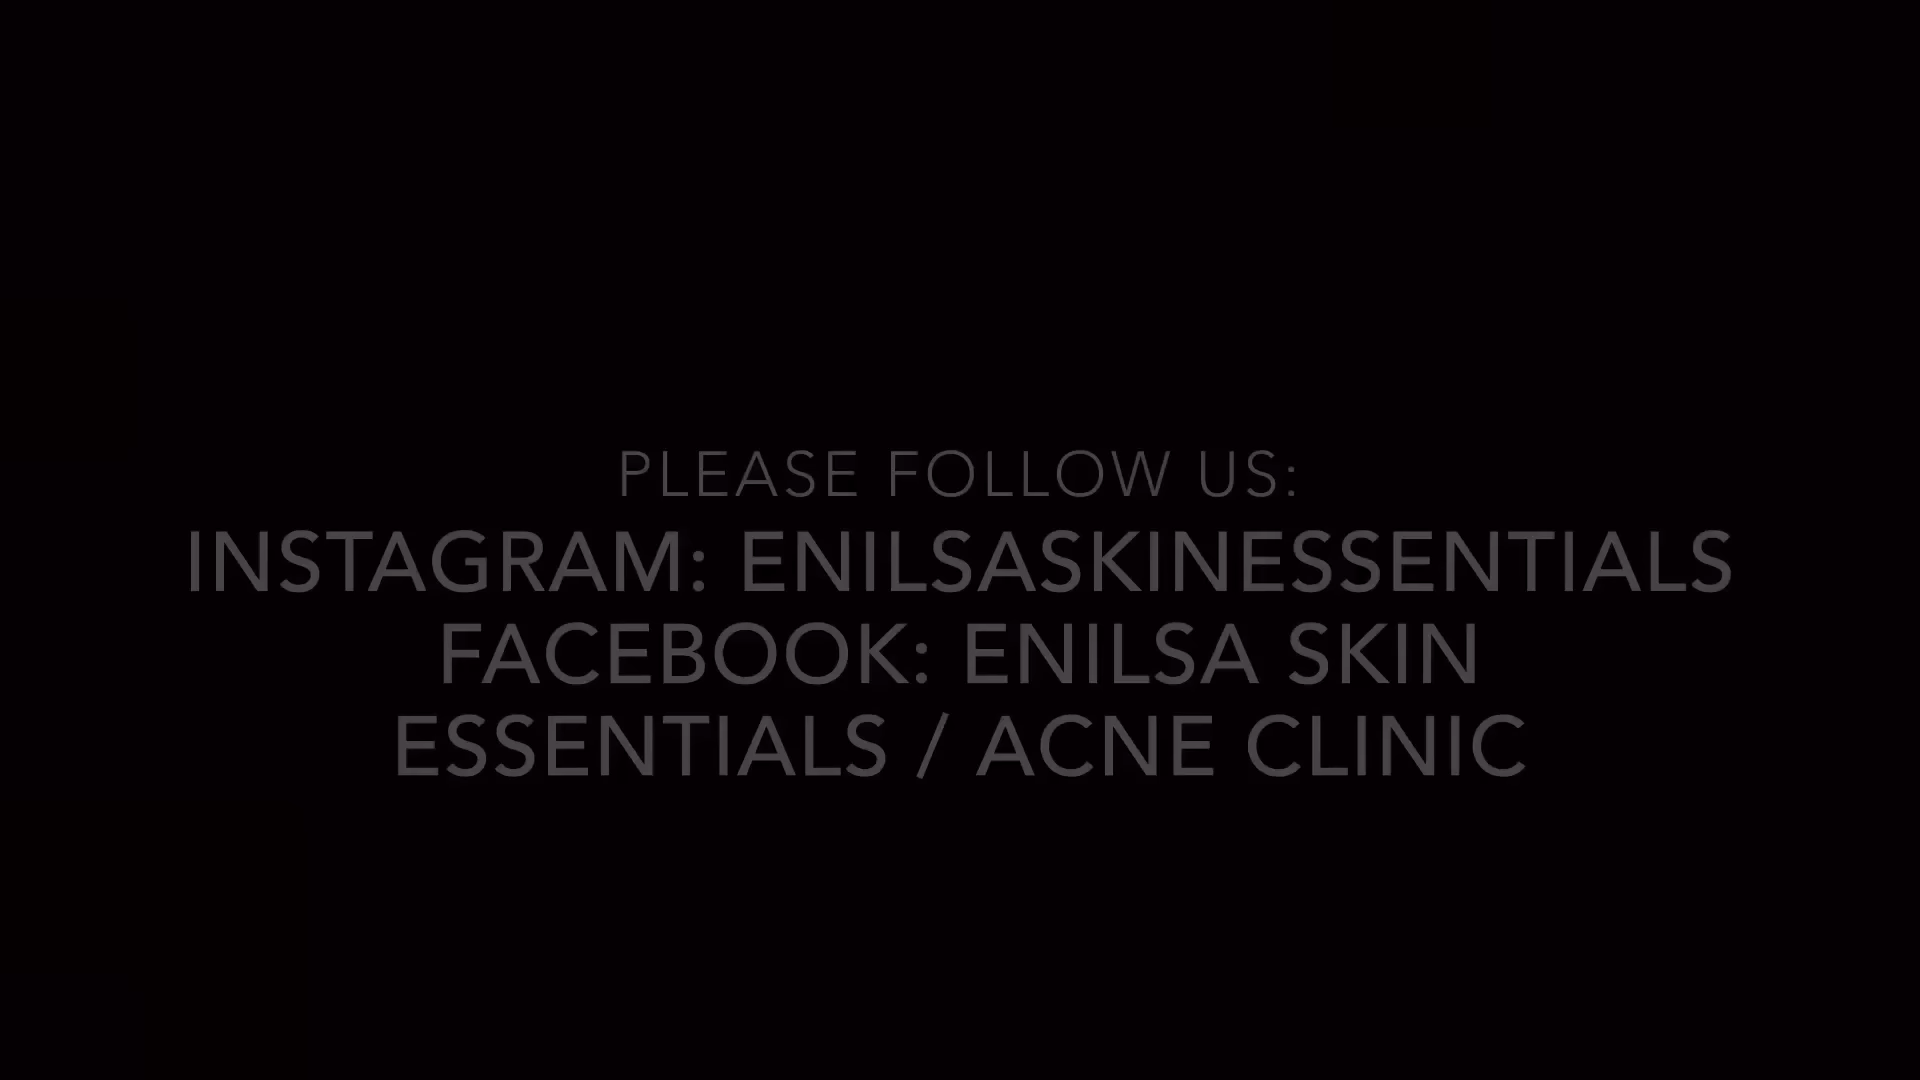 PLEASE FOLLOW US:
INSTAGRAM: ENILSASKINESSENTIALS
FACEBOOK: ENILSA SKIN
ESSENTIALS / ACNE CLINIC